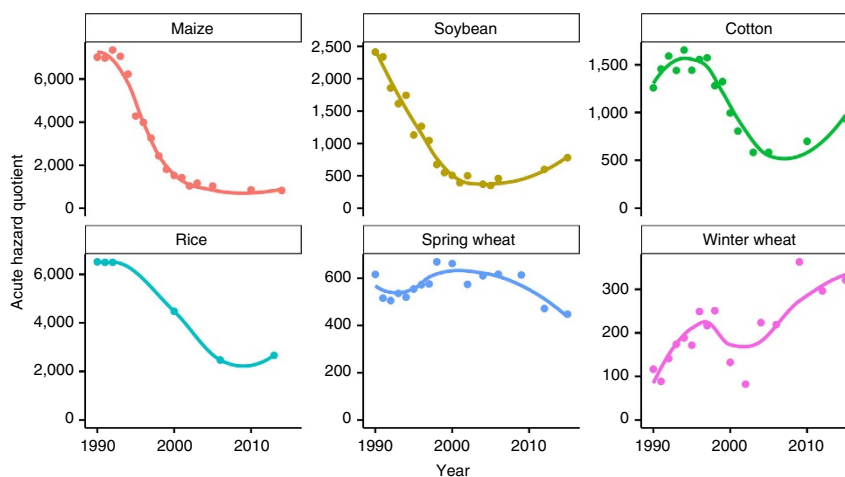 Maize
Soybean
Cotton
Acute hazard quotient
6,000
4,000
2,000
0
2,500
2,000
1,500
1,000
500
0
1,500
1,000
500
0
Rice
Spring wheat
Winter wheat
6,000
4,000
2,000
0
600
400
200
0
300
200
100
0
1990 2000 2010
1990 2000 2010
1990 2000 2010
Year